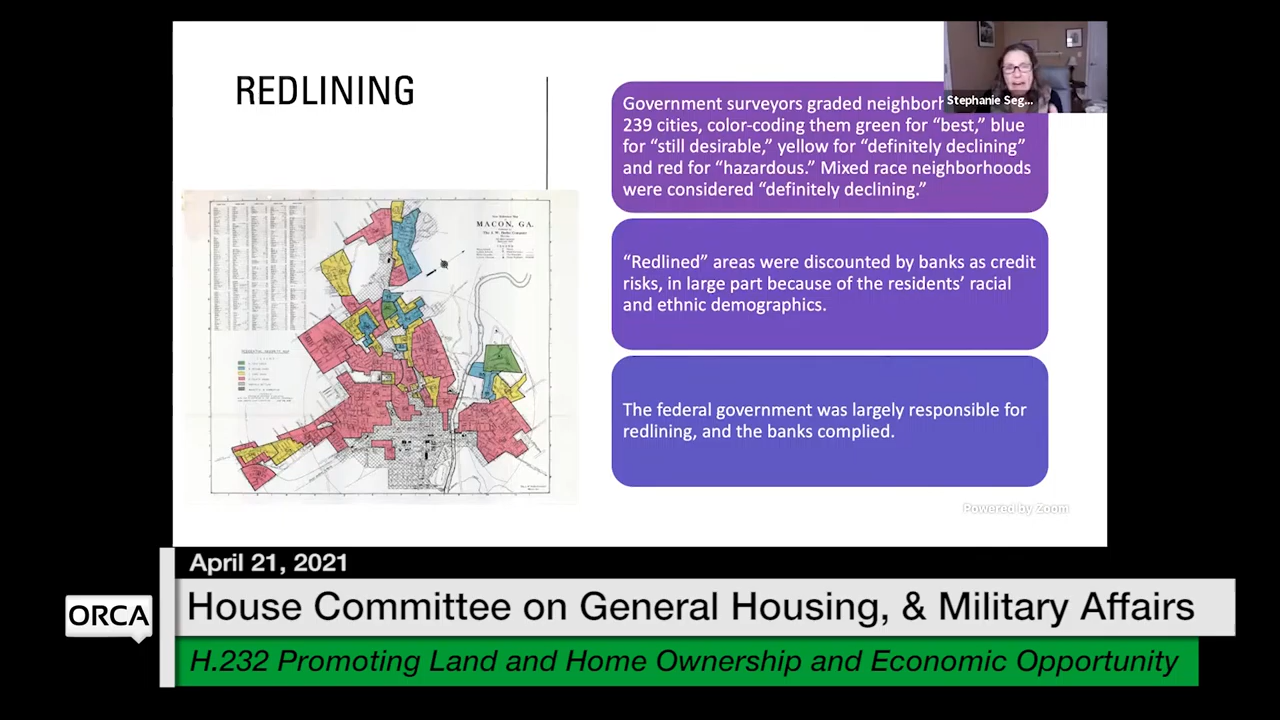 REDLINING
Stephanie Seg...
Government surveyors graded neighborh
239 cities, color-coding them green for “best,” blue
for “still desirable,” yellow for “definitely declining”
and red for “hazardous.” Mixed race neighborhoods
were considered “definitely declining.”
MACON, GA.
“Redlined” areas were discounted by banks as credit
risks, in large part because of the residents’ racial
and ethnic demographics.
The federal government was largely responsible for
redlining, and the banks complied.
Powered by Zoom
April 21, 2021
ORCA
House Committee on General Housing, & Military Affairs
H.232 Promoting Land and Home Ownership and Economic Opportunity